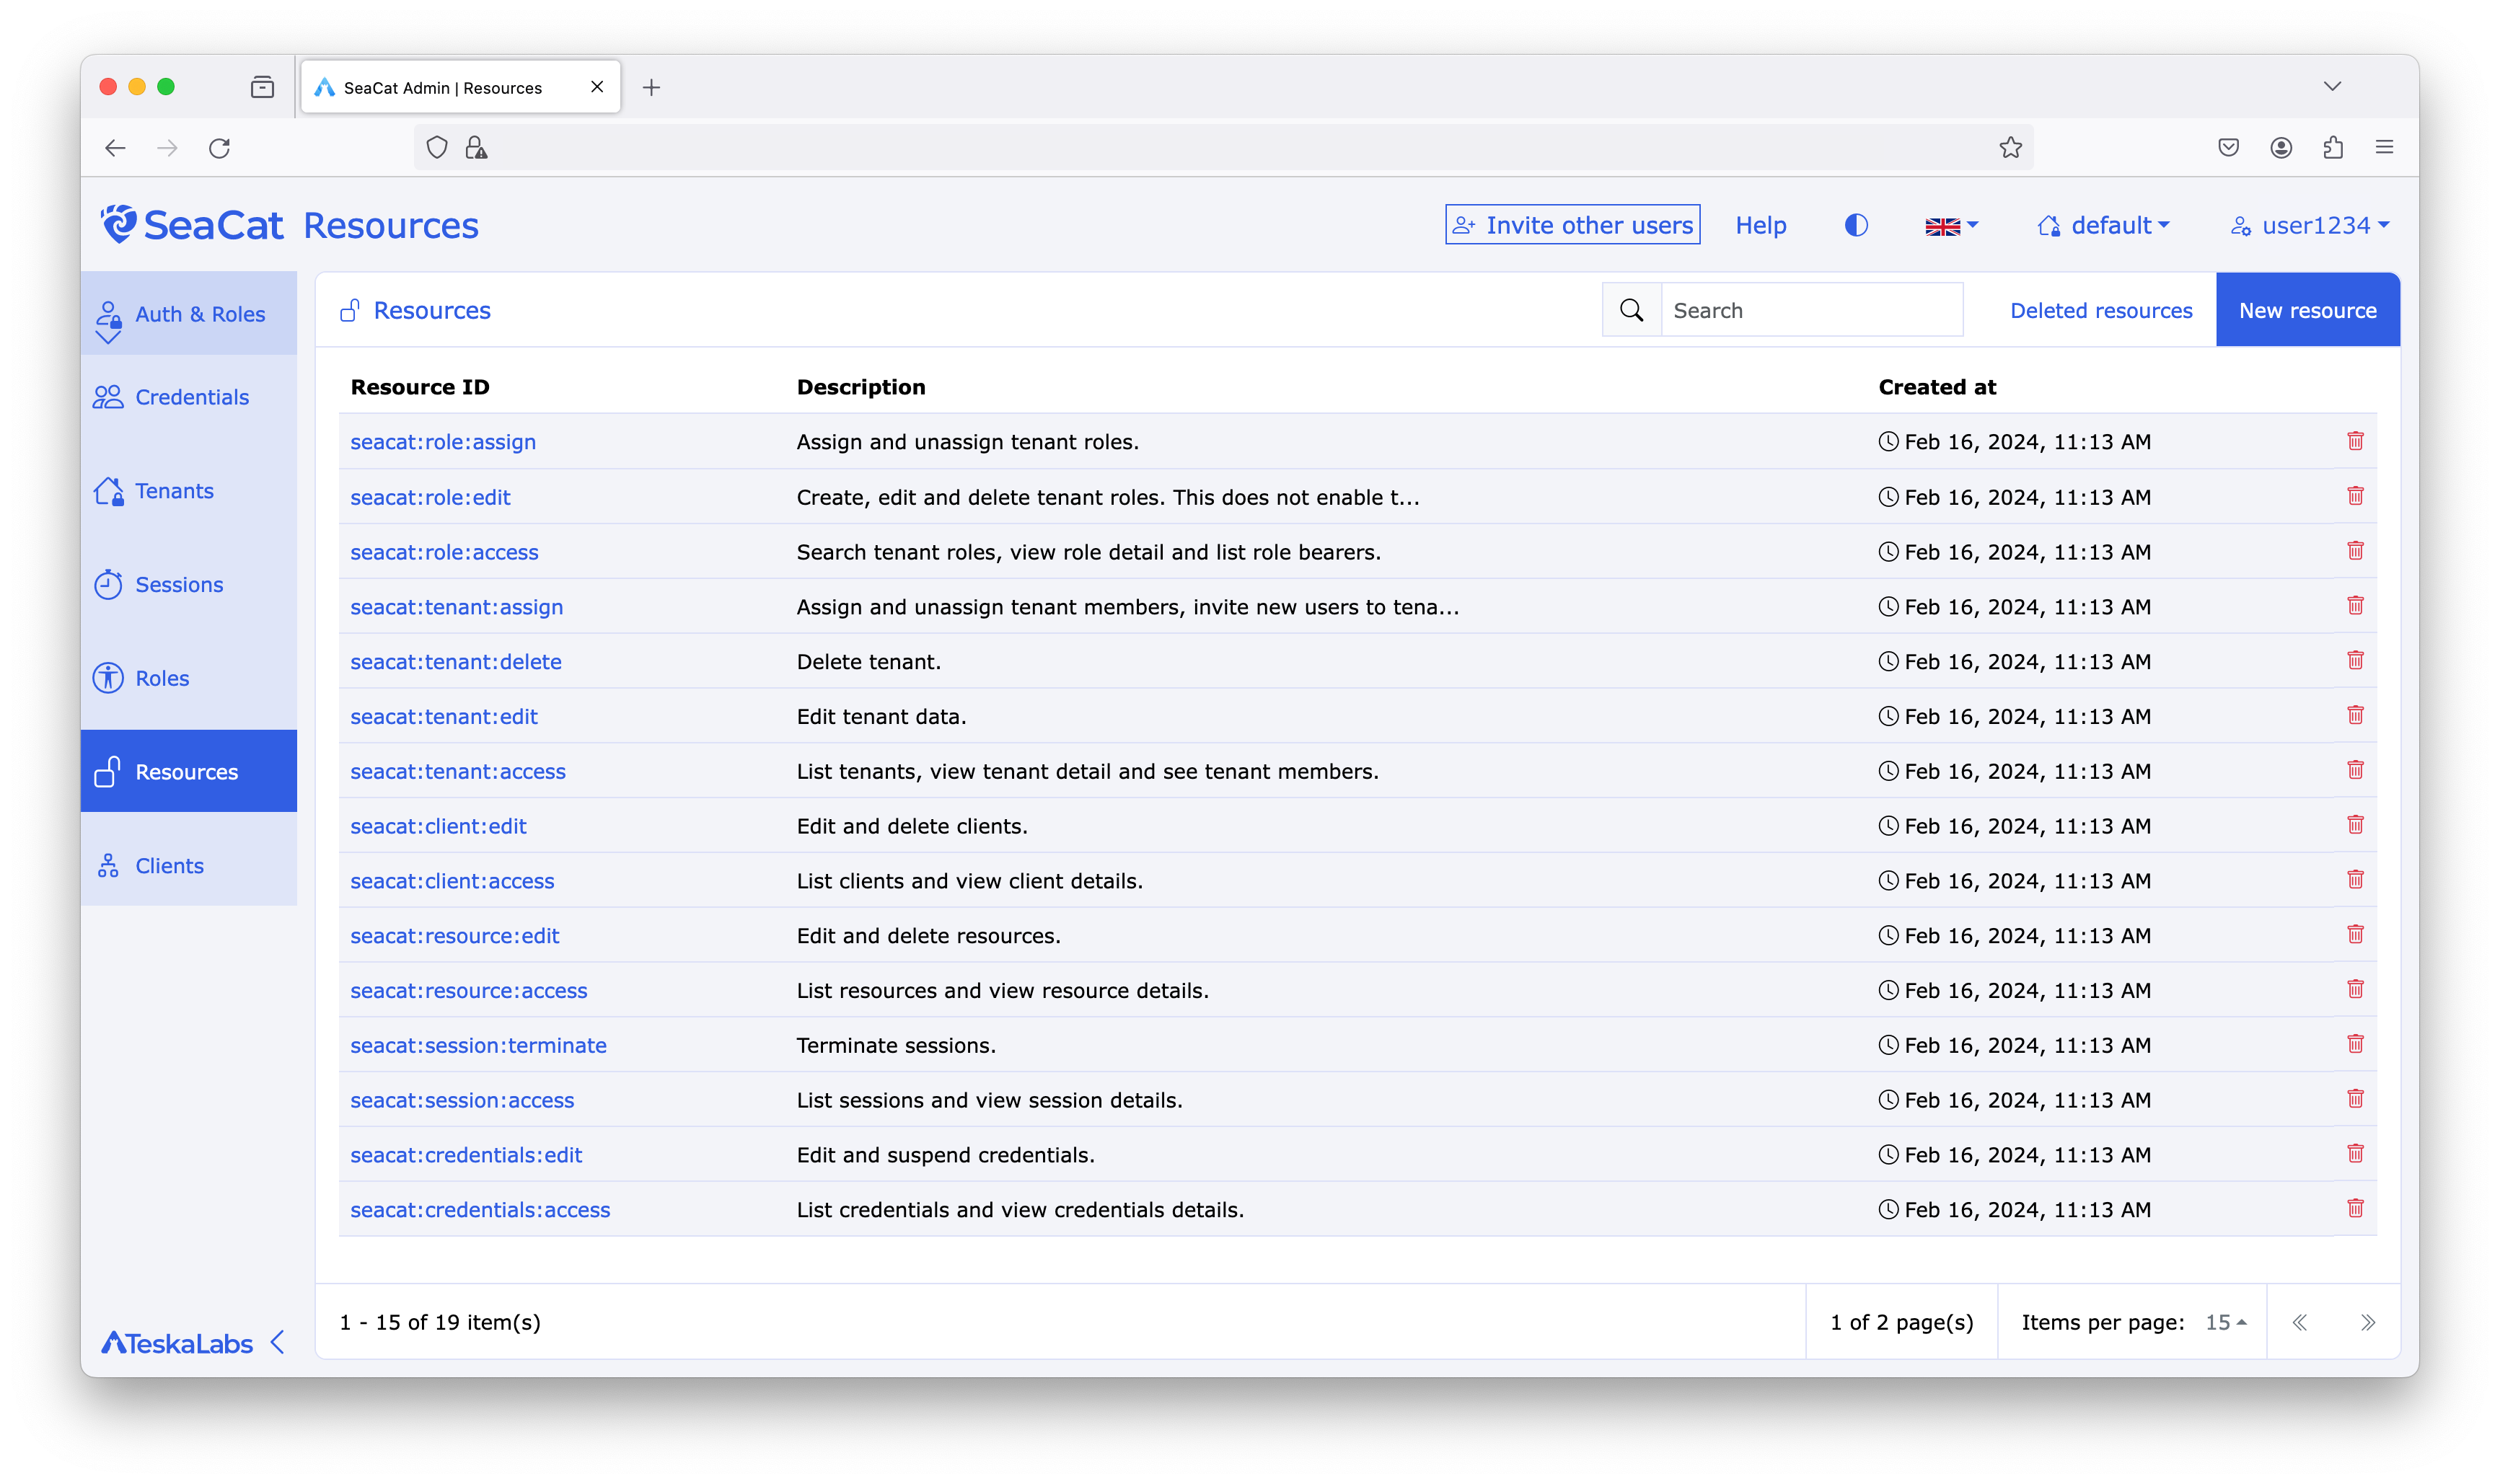 SeaCat Admin | Resources
SeaCat Resources
Invite other users
Help
default
user1234
Auth & Roles
Credentials
Tenants
Sessions
Roles
Resources
Clients
TeskaLabs
Resources
Search
Deleted resources
New resource
Resource ID Description Created at
seacat:role:assign Assign and unassign tenant roles. Feb 16, 2024, 11:13 AM
seacat:role:edit Create, edit and delete tenant roles. This does not enable t... Feb 16, 2024, 11:13 AM
seacat:role:access Search tenant roles, view role detail and list role bearers. Feb 16, 2024, 11:13 AM
seacat:tenant:assign Assign and unassign tenant members, invite new users to tena... Feb 16, 2024, 11:13 AM
seacat:tenant:delete Delete tenant. Feb 16, 2024, 11:13 AM
seacat:tenant:edit Edit tenant data. Feb 16, 2024, 11:13 AM
seacat:tenant:access List tenants, view tenant detail and see tenant members. Feb 16, 2024, 11:13 AM
seacat:client:edit Edit and delete clients. Feb 16, 2024, 11:13 AM
seacat:client:access List clients and view client details. Feb 16, 2024, 11:13 AM
seacat:resource:edit Edit and delete resources. Feb 16, 2024, 11:13 AM
seacat:resource:access List resources and view resource details. Feb 16, 2024, 11:13 AM
seacat:session:terminate Terminate sessions. Feb 16, 2024, 11:13 AM
seacat:session:access List sessions and view session details. Feb 16, 2024, 11:13 AM
seacat:credentials:edit Edit and suspend credentials. Feb 16, 2024, 11:13 AM
seacat:credentials:access List credentials and view credentials details. Feb 16, 2024, 11:13 AM
1 - 15 of 19 item(s)
1 of 2 page(s)
Items per page: 15